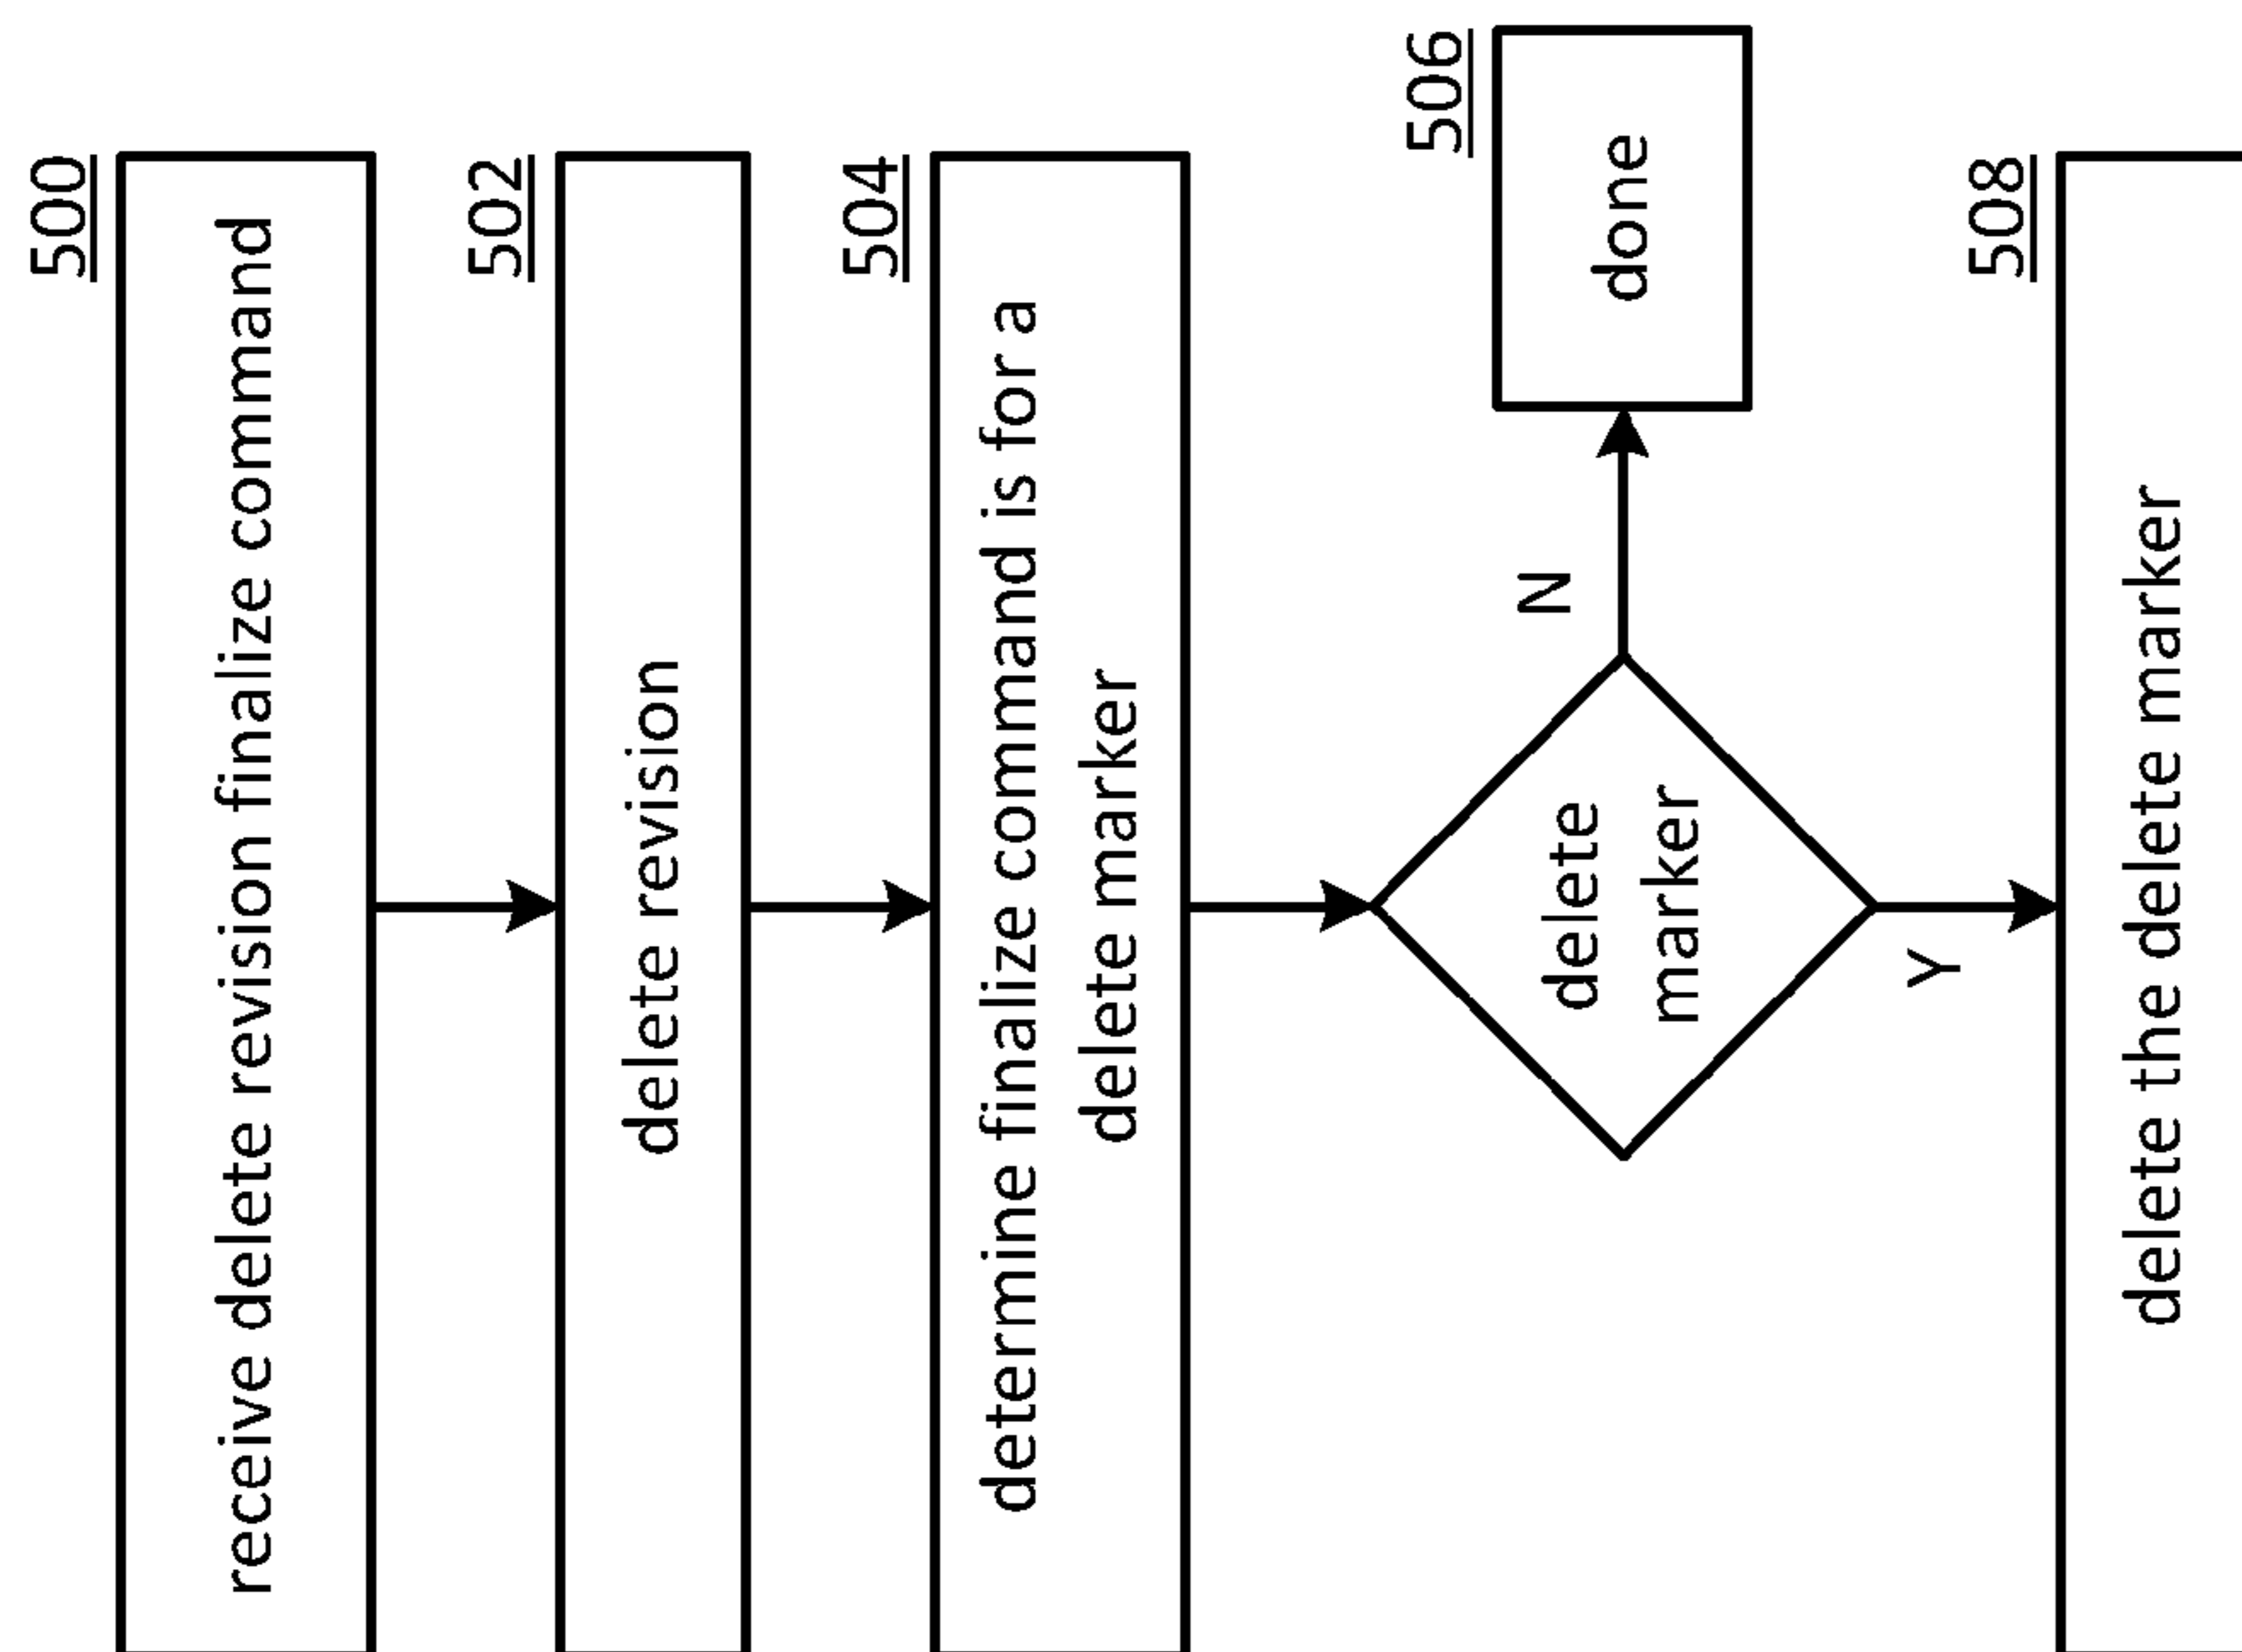 500
receive delete revision finalize command
502
delete revision
504
determine finalize command is for a
delete marker
delete
marker
N
506
done
Y
508
delete the delete marker